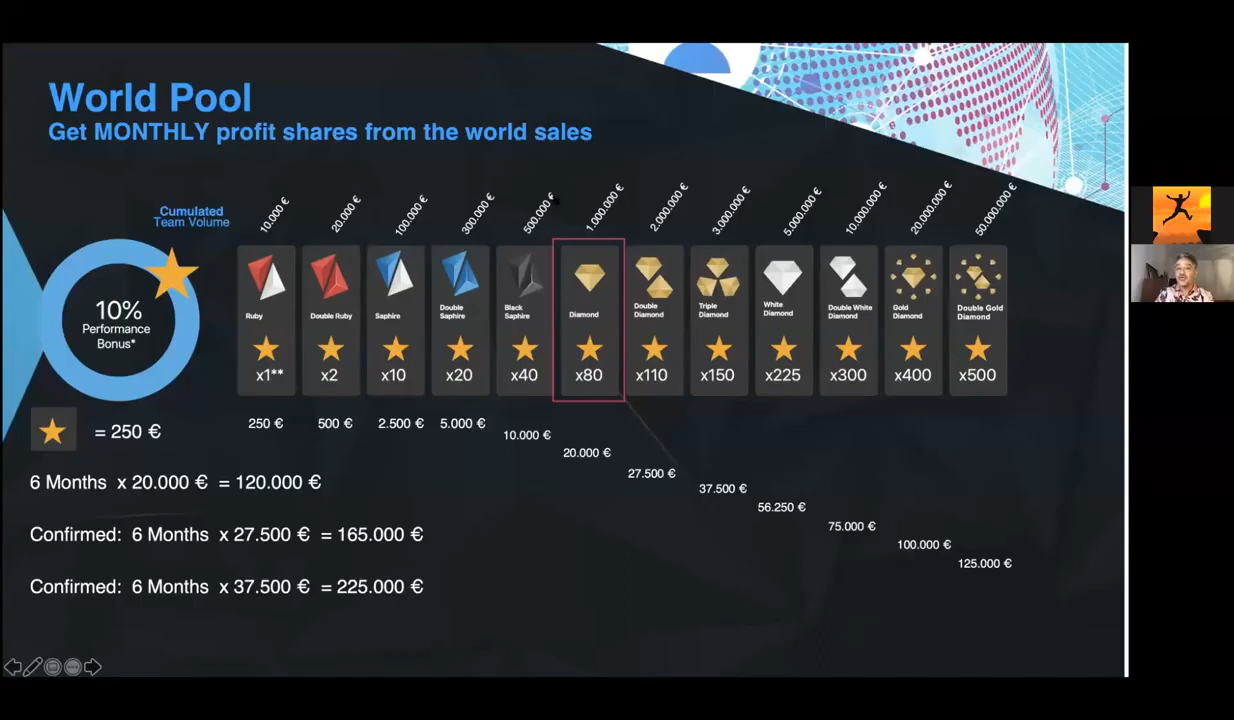 World Pool
Get MONTHLY profit shares from the world sales
Cumulated
Team Volume
10.000 €
20.000 €
100.000 €
300.000 €
500.000 €
1.000.000 €
2.000.000 €
3.000.000 €
5.000.000 €
10.000.000 €
20.000.000 €
50.000.000 €
10%
Performance
Bonus*
Ruby
x1**
Double Ruby
x2
Saphire
x10
Double
Saphire
x20
Black
Saphire
x40
Diamond
x80
Double
Diamond
x110
Triple
Diamond
x150
White
Diamond
x225
Double White
Diamond
x300
Gold
Diamond
x400
Double Gold
Diamond
x500
250 €
500 €
2.500 €
5.000 €
10.000 €
20.000 €
27.500 €
37.500 €
56.250 €
75.000 €
100.000 €
125.000 €
= 250 €
6 Months x 20.000 € = 120.000 €
Confirmed: 6 Months x 27.500 € = 165.000 €
Confirmed: 6 Months x 37.500 € = 225.000 €